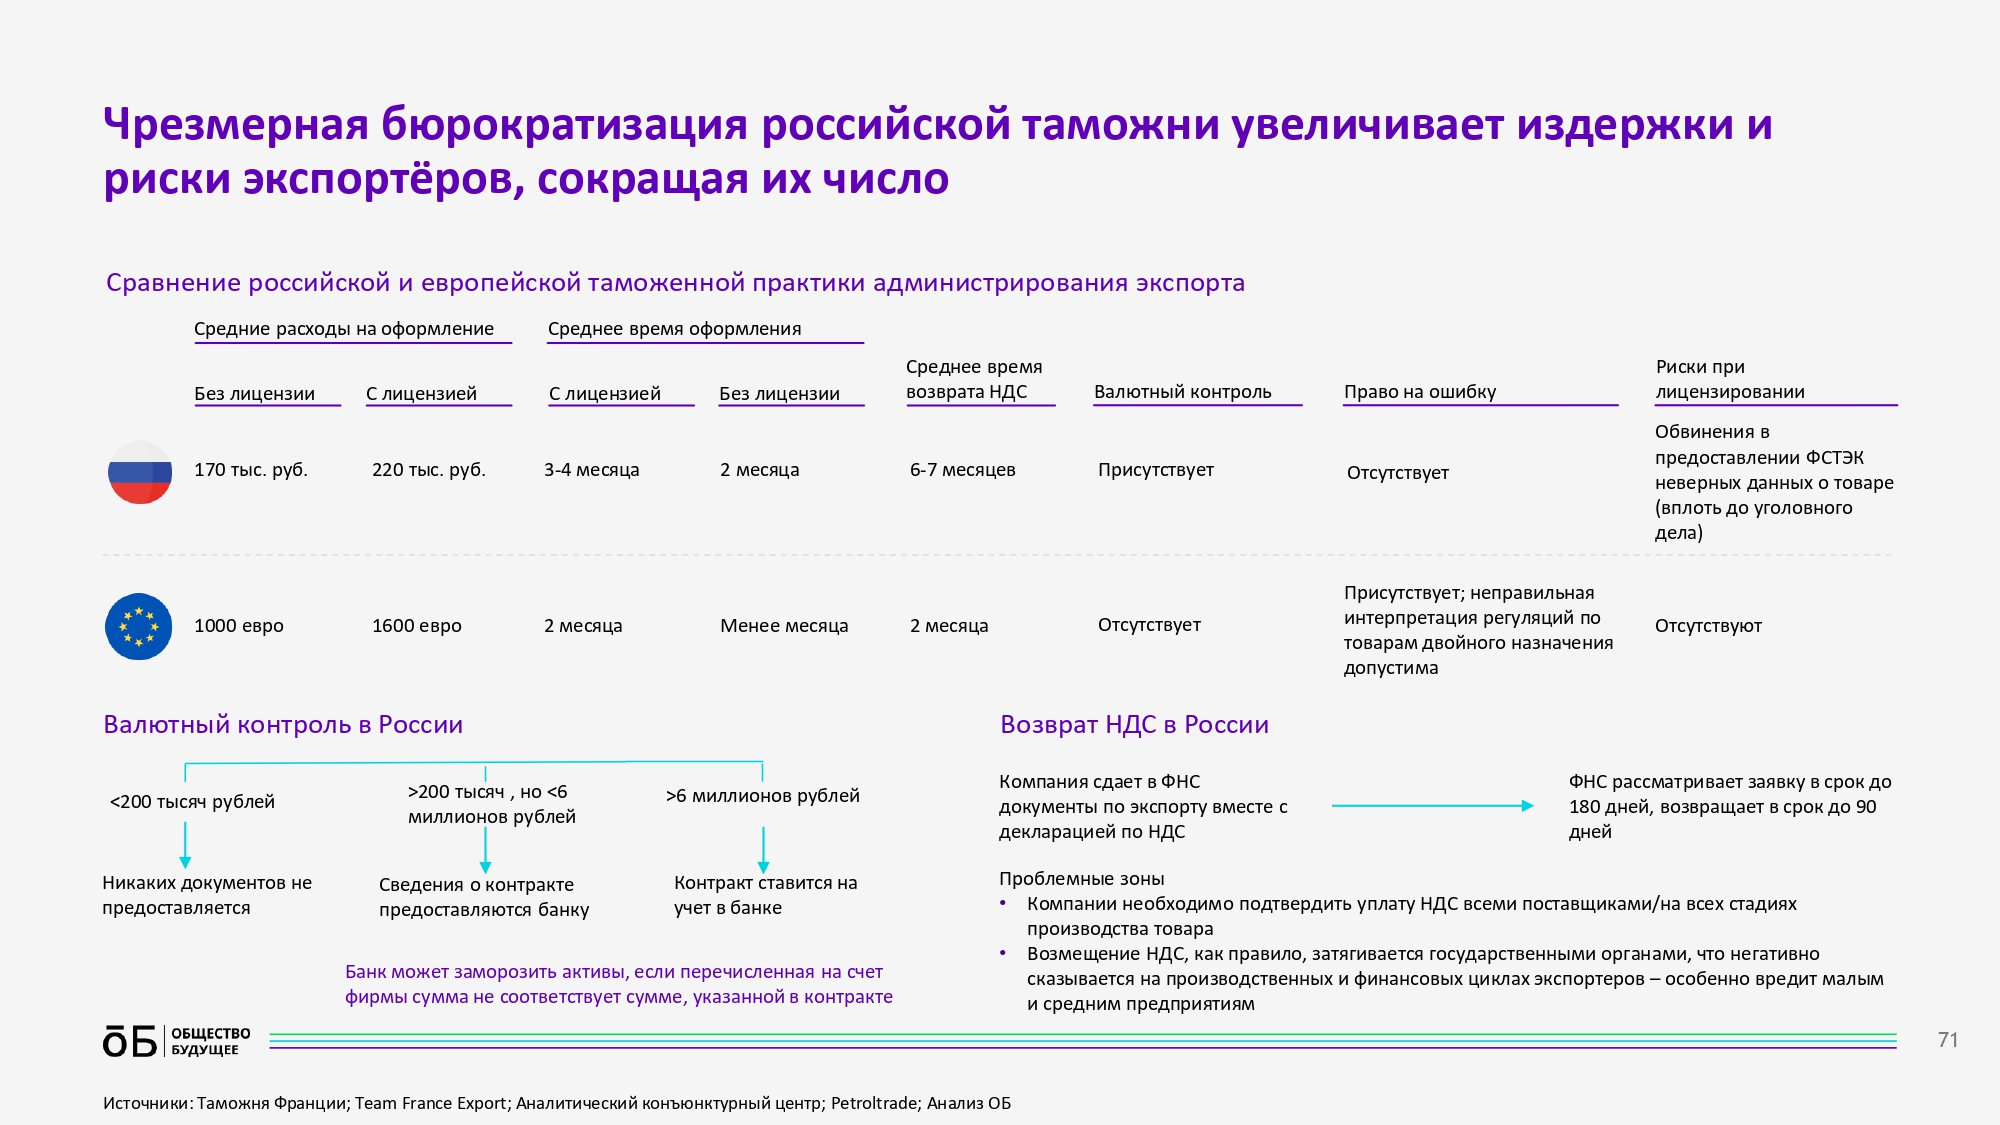 Чрезмерная бюрократизация российской таможни увеличивает издержки и
риски экспортёров, сокращая их число
Сравнение российской и европейской таможенной практики администрирования экспорта
Средние расходы на оформление
Среднее время оформления
Без лицензии
С лицензией
С лицензией
Без лицензии
Среднее время
возврата НДС
Валютный контроль
Право на ошибку
Риски при
лицензировании
170 тыс. руб.
220 тыс. руб.
3-4 месяца
2 месяца
6-7 месяцев
Присутствует
Отсутствует
Обвинения в
предоставлении ФСТЭК
неверных данных о товаре
(вплоть до уголовного
дела)
1000 евро
1600 евро
2 месяца
Менее месяца
2 месяца
Отсутствует
Присутствует; неправильная
интерпретация регуляций по
товарам двойного назначения
допустима
Отсутствуют
Валютный контроль в России
<200 тысяч рублей
>200 тысяч , но <6
миллионов рублей
>6 миллионов рублей
Никаких документов не
предоставляется
Сведения о контракте
предоставляются банку
Контракт ставится на
учет в банке
Банк может заморозить активы, если перечисленная на счет
фирмы сумма не соответствует сумме, указанной в контракте
Возврат НДС в России
Компания сдает в ФНС
документы по экспорту вместе с
декларацией по НДС
ФНС рассматривает заявку в срок до
180 дней, возвращает в срок до 90
дней
Проблемные зоны
• Компании необходимо подтвердить уплату НДС всеми поставщиками/на всех стадиях
производства товара
• Возмещение НДС, как правило, затягивается государственными органами, что негативно
сказывается на производственных и финансовых циклах экспортеров – особенно вредит малым
и средним предприятиям
ōБ
ОБЩЕСТВО
БУДУЩЕЕ
71
Источники: Таможня Франции; Team France Export; Аналитический конъюнктурный центр; Petroltrade; Анализ ОБ